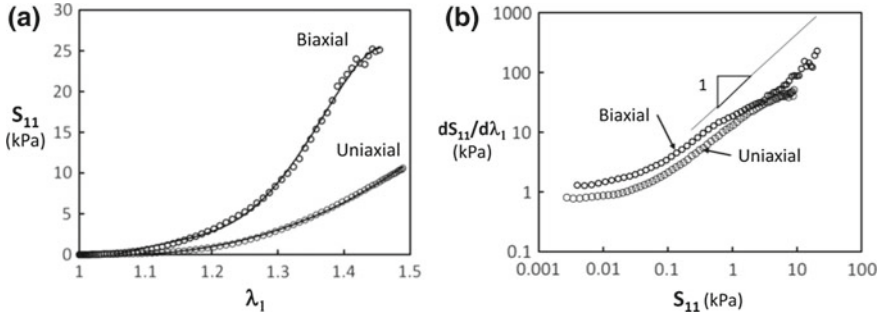 (a)
30
25
20
15
10
5
0
S11
(kPa)
Biaxial
Uniaxial
1
1.1
1.2
1.3
1.4
1.5
λ1
(b)
1000
100
10
1
0.1
dS11/dλ1
(kPa)
1
Biaxial
Uniaxial
0.001
0.01
0.1
1
10
100
S11 (kPa)